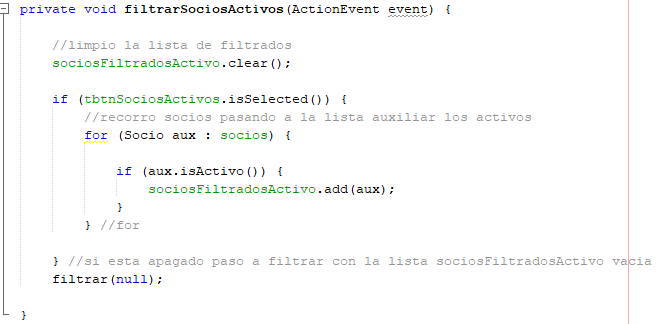 private void filtrarSociosActivos(ActionEvent event) {
//limpio la lista de filtrados
sociosFiltradosActivo.clear();
if (tbtnSociosActivos.isSelected()) {
//recorro socios pasando a la lista auxiliar los activos
for (Socio aux : socios) {
if (aux.isActivo()) {
sociosFiltradosActivo.add(aux);
}
} //for
} //si esta apagado paso a filtrar con la lista sociosFiltradosActivo vacia
filtrar(null);
}